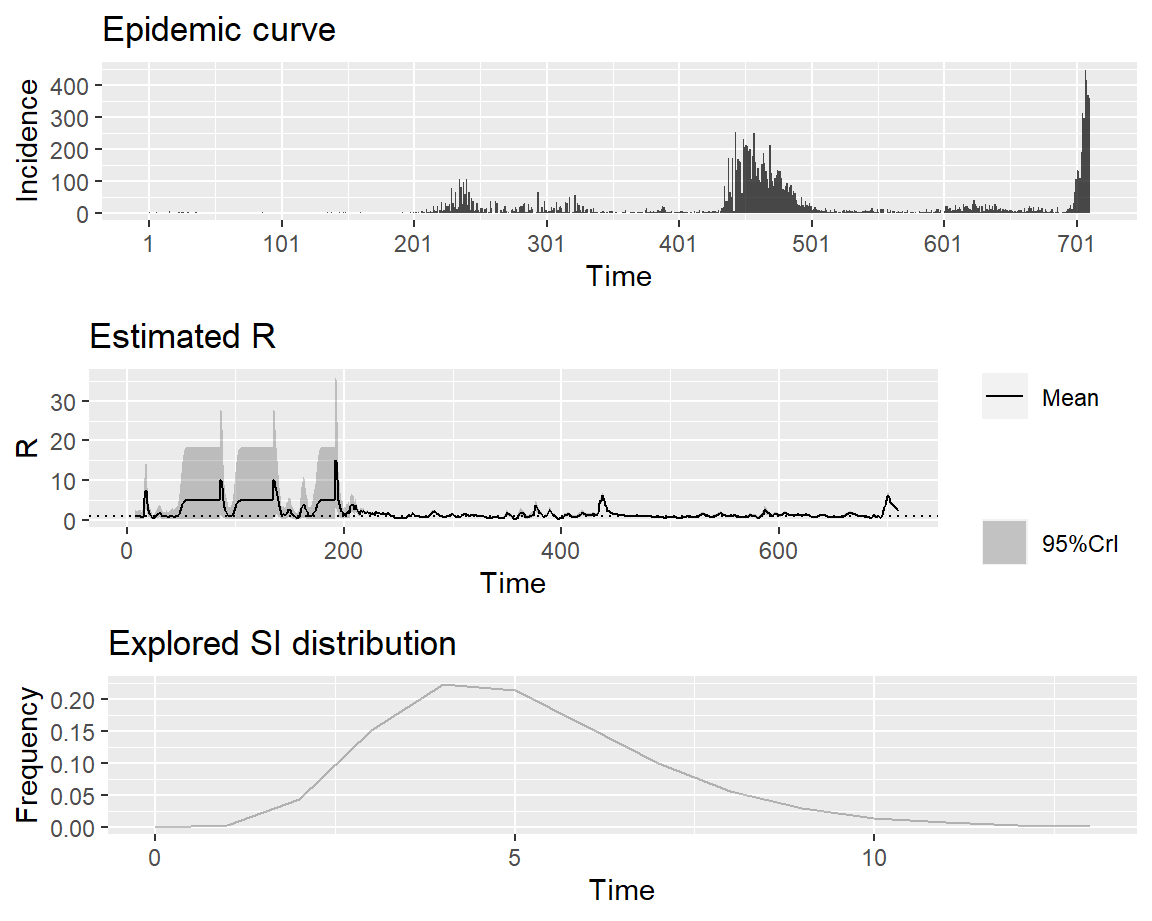 Epidemic curve
Incidence
400
300
200
100
0
1 101 201 301 401 501 601 701
Time
Estimated R
R
30
20
10
0
0 200 400 600
Time
Mean
95%CrI
Explored SI distribution
Frequency
0.20
0.15
0.10
0.05
0.00
0 5 10
Time